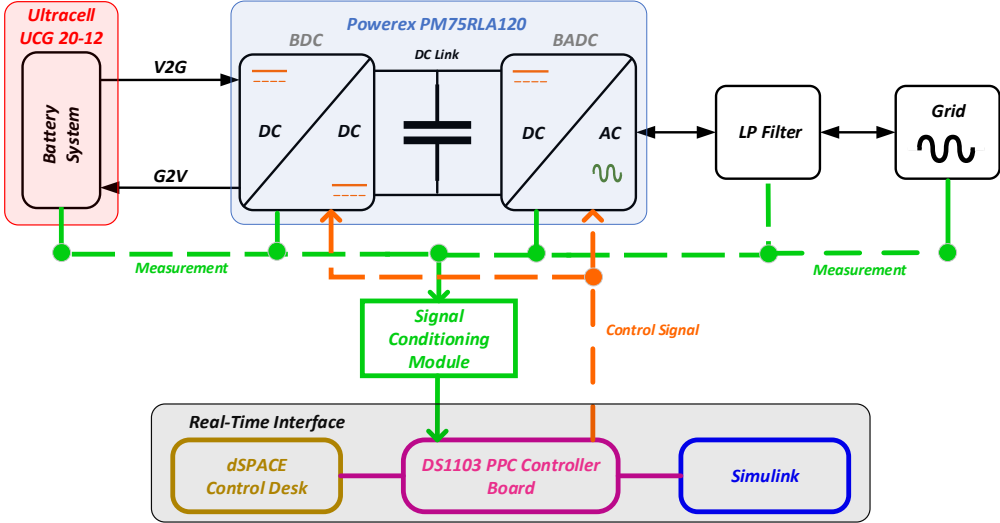 Ultracell
UCG 20-12
Powerex PM75RLA120
BDC
DC Link
BADC
V2G
Battery
System
DC
DC
DC
AC
LP Filter
Grid
G2V
Measurement
Measurement
Signal
Conditioning
Module
Control Signal
Real-Time Interface
dSPACE
Control Desk
DS1103 PPC Controller
Board
Simulink